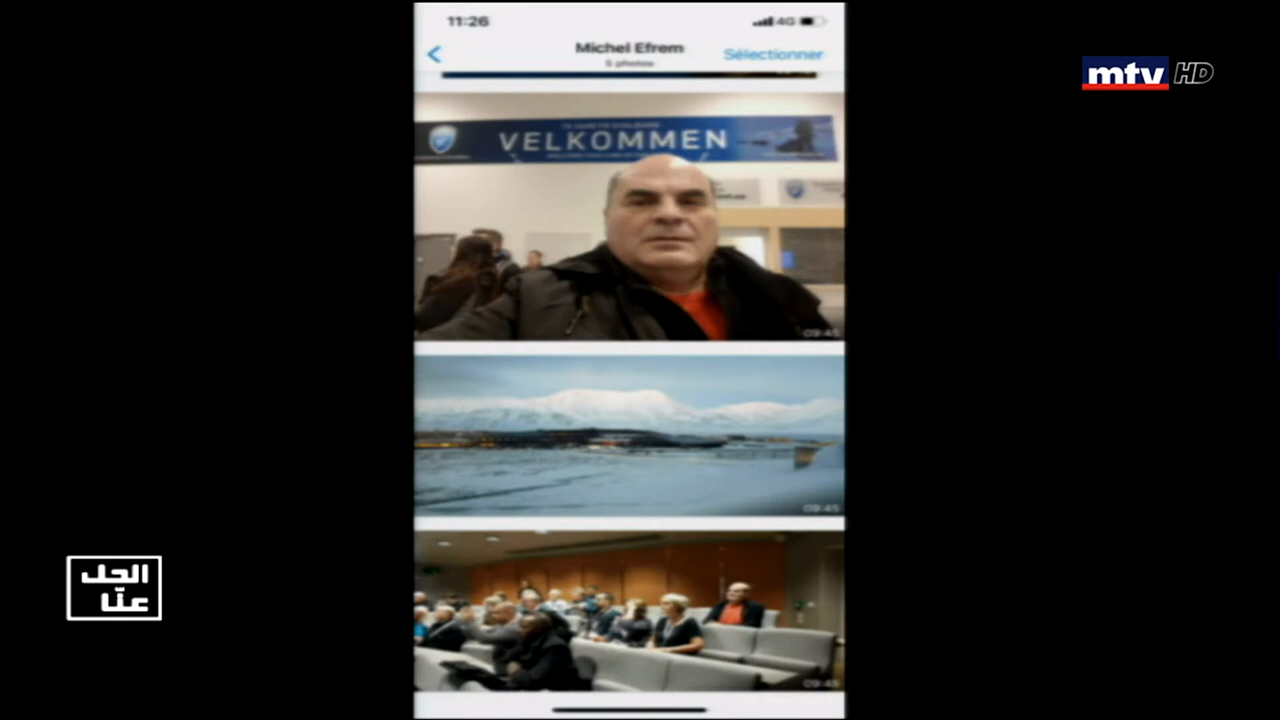 11:26
4G
Michel Efrem
Sélectionner
5 photos
mtv HD
VELKOMMEN
09:45
09:45
09:45
الحل
عنّا